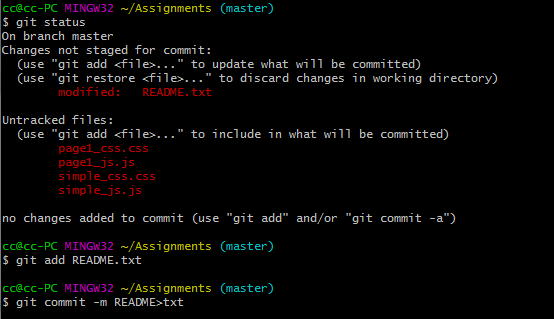 cc@cc-PC MINGW32 ~/Assignments (master)
$ git status
On branch master
Changes not staged for commit:
  (use "git add <file>..." to update what will be committed)
  (use "git restore <file>..." to discard changes in working directory)
        modified:   README.txt

Untracked files:
  (use "git add <file>..." to include in what will be committed)
        page1_css.css
        page1_js.js
        simple_css.css
        simple_js.js

no changes added to commit (use "git add" and/or "git commit -a")

cc@cc-PC MINGW32 ~/Assignments (master)
$ git add README.txt

cc@cc-PC MINGW32 ~/Assignments (master)
$ git commit -m README>txt